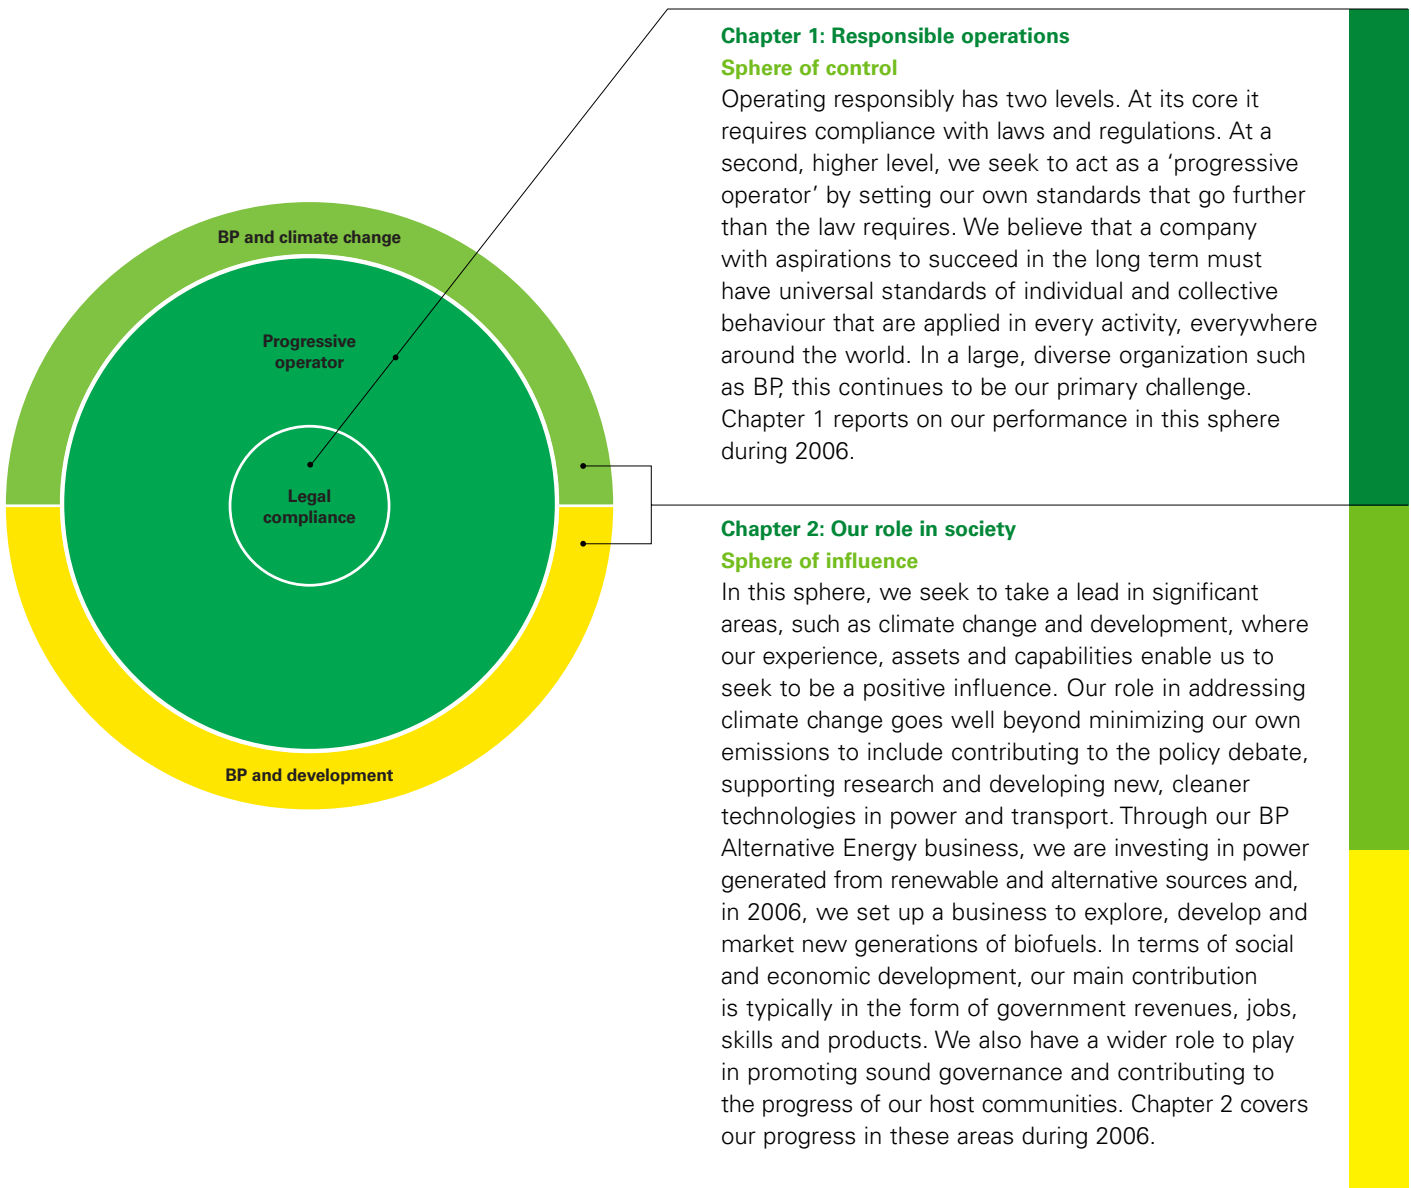 BP and climate change
Progressive
operator
Legal
compliance
BP and development
Chapter 1: Responsible operations
Sphere of control
Operating responsibly has two levels. At its core it
requires compliance with laws and regulations. At a
second, higher level, we seek to act as a ‘progressive
operator’ by setting our own standards that go further
than the law requires. We believe that a company
with aspirations to succeed in the long term must
have universal standards of individual and collective
behaviour that are applied in every activity, everywhere
around the world. In a large, diverse organization such
as BP, this continues to be our primary challenge.
Chapter 1 reports on our performance in this sphere
during 2006.
Chapter 2: Our role in society
Sphere of influence
In this sphere, we seek to take a lead in significant
areas, such as climate change and development, where
our experience, assets and capabilities enable us to
seek to be a positive influence. Our role in addressing
climate change goes well beyond minimizing our own
emissions to include contributing to the policy debate,
supporting research and developing new, cleaner
technologies in power and transport. Through our BP
Alternative Energy business, we are investing in power
generated from renewable and alternative sources and,
in 2006, we set up a business to explore, develop and
market new generations of biofuels. In terms of social
and economic development, our main contribution
is typically in the form of government revenues, jobs,
skills and products. We also have a wider role to play
in promoting sound governance and contributing to
the progress of our host communities. Chapter 2 covers
our progress in these areas during 2006.